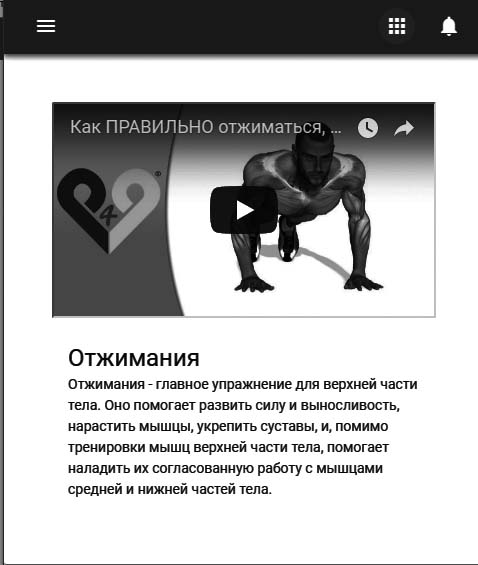 Как ПРАВИЛЬНО отжиматься, ...
P4P
®
Отжимания
Отжимания - главное упражнение для верхней части
тела. Оно помогает развить силу и выносливость,
нарастить мышцы, укрепить суставы, и, помимо
тренировки мышц верхней части тела, помогает
наладить их согласованную работу с мышцами
средней и нижней частей тела.